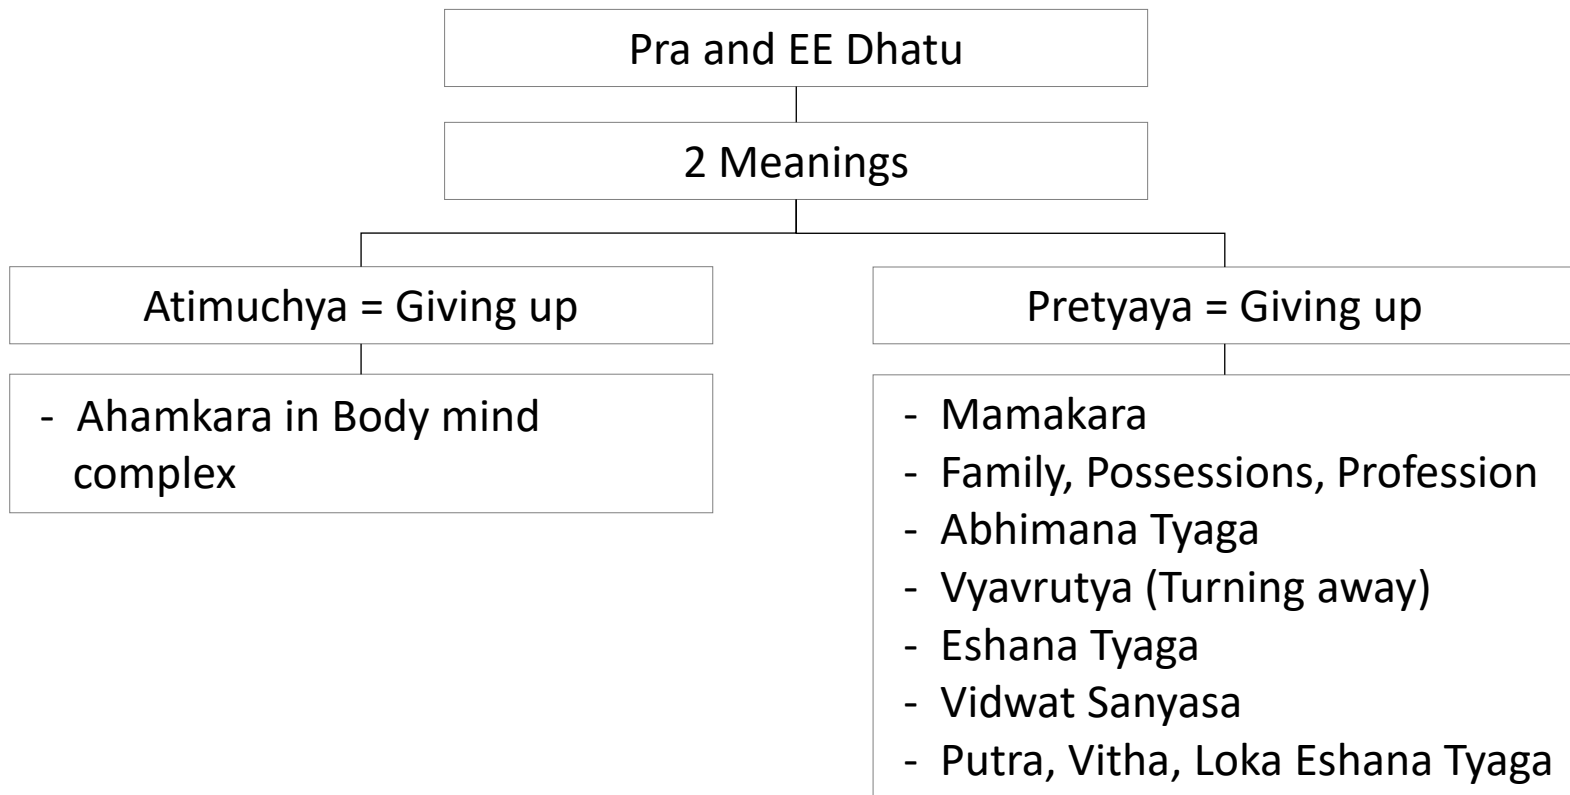 Pra and EE Dhatu
2 Meanings
Atimuchya = Giving up
- Ahamkara in Body mind
complex
Pretyaya = Giving up
- Mamakara
- Family, Possessions, Profession
- Abhimana Tyaga
- Vyavrutya (Turning away)
- Eshana Tyaga
- Vidwat Sanyasa
- Putra, Vitha, Loka Eshana Tyaga